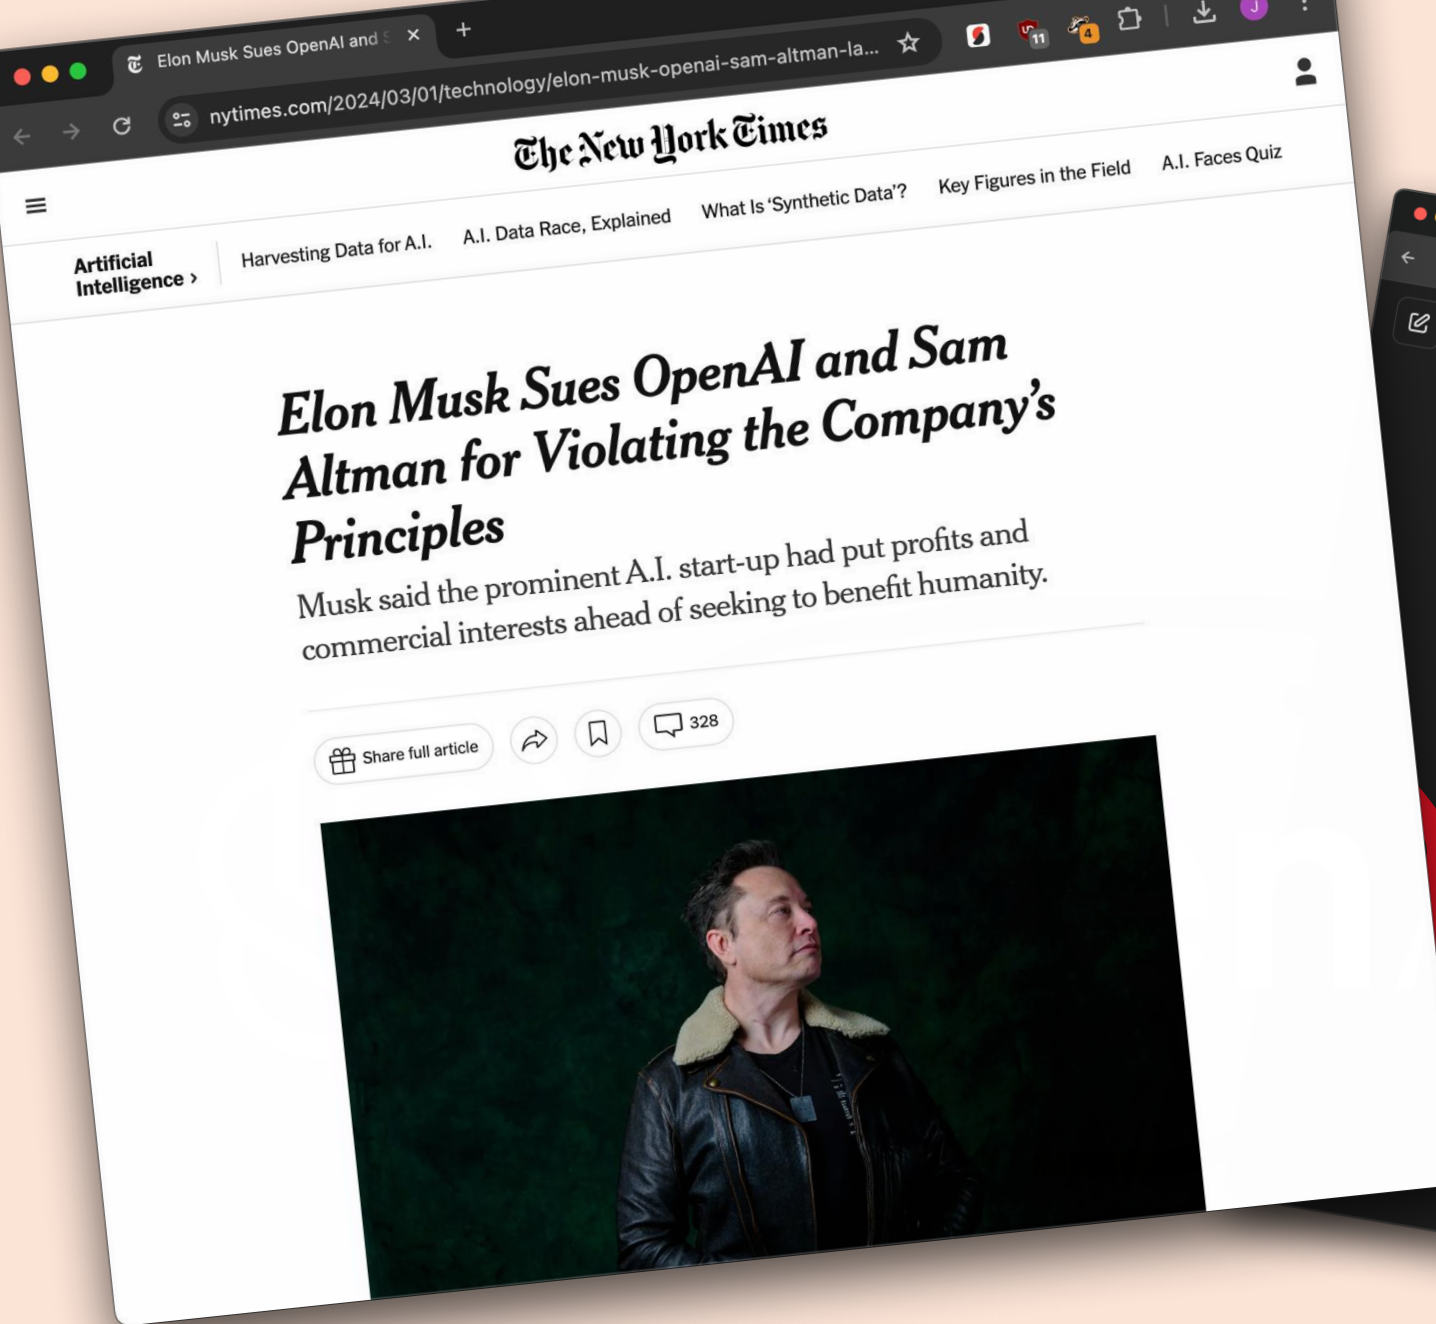 Elon Musk Sues OpenAI and S
nytimes.com/2024/03/01/technology/elon-musk-openai-sam-altman-la...
11
4
J
The New York Times
Artificial
Intelligence >
Harvesting Data for A.I.
A.I. Data Race, Explained
What Is ‘Synthetic Data’?
Key Figures in the Field
A.I. Faces Quiz
Elon Musk Sues OpenAI and Sam
Altman for Violating the Company’s
Principles
Musk said the prominent A.I. start-up had put profits and
commercial interests ahead of seeking to benefit humanity.
Share full article
328